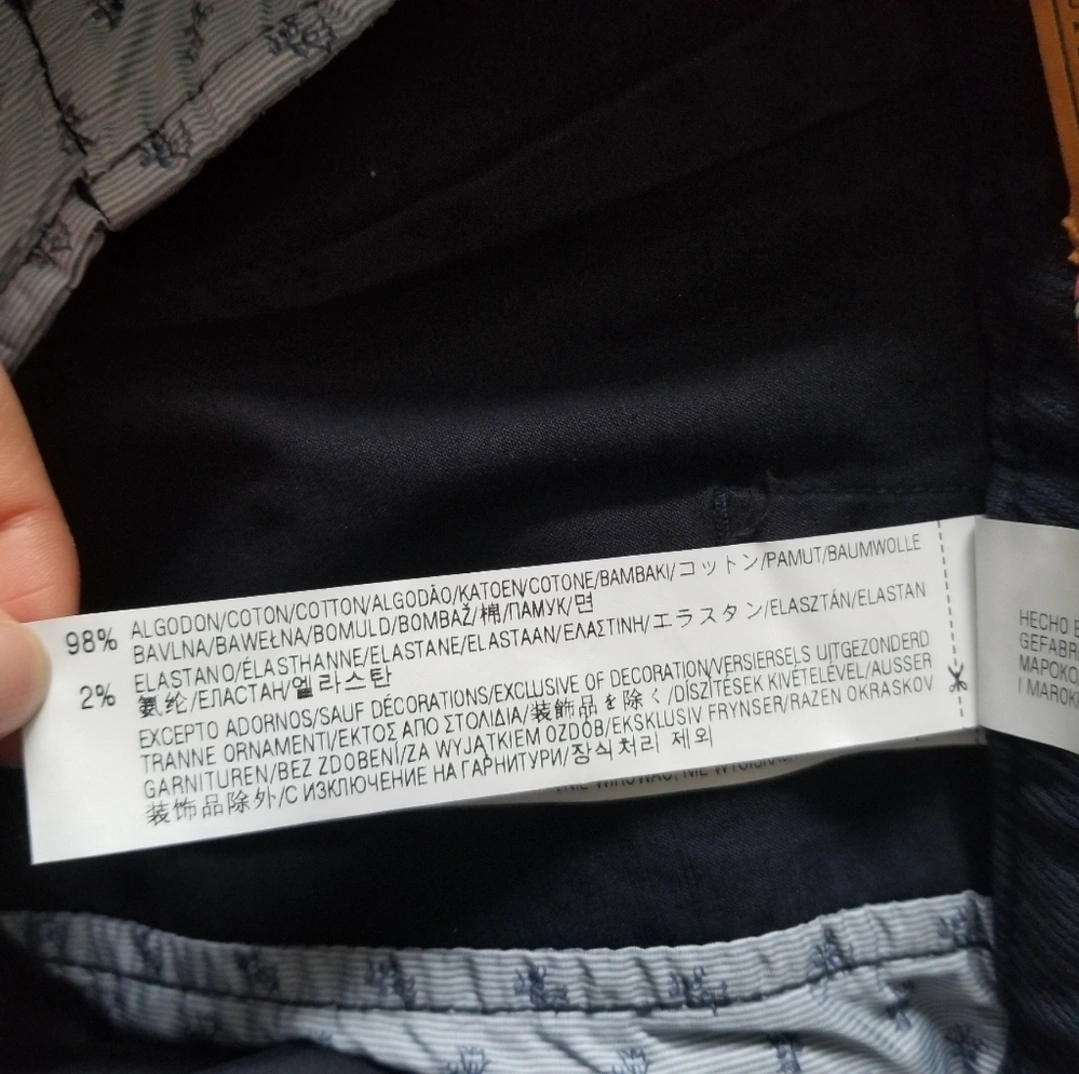 98% ALGODON/COTON/COTTON/ALGODÃO/KATOEN/COTONE/BAMBAKI/コットン/PAMUT/BAUMWOLLE
BAVLNA/BAWEŁNA/BOMULD/BOMBAŽ/棉/ПАМУК/면
2% ELASTANO/ÉLASTHANNE/ELASTANE/ELASTAAN/ΕΛΑΣΤΙΝΗ/エラスタン/ELASZTÁN/ELASTAN
氨纶/ЕЛАСТАН/엘라스탄
EXCEPTO ADORNOS/SAUF DÉCORATIONS/EXCLUSIVE OF DECORATION/VERSIERSELS UITGEZONDERD
TRANNE ORNAMENTI/ΕΚΤΟΣ ΑΠΟ ΣΤΟΛΙΔΙΑ/装飾品を除く/DÍSZÍTÉSEK KIVÉTELÉVEL/AUSSER
GARNITUREN/BEZ ZDOBENÍ/ZA WYJĄTKIEM OZDÓB/EKSKLUSIV FRYNSER/RAZEN OKRASKOV
装饰品除外/С ИЗКЛЮЧЕНИЕ НА ГАРНИТУРИ/장식처리 제외
HECHO
GEFABR
MAPOKO
I MAROK